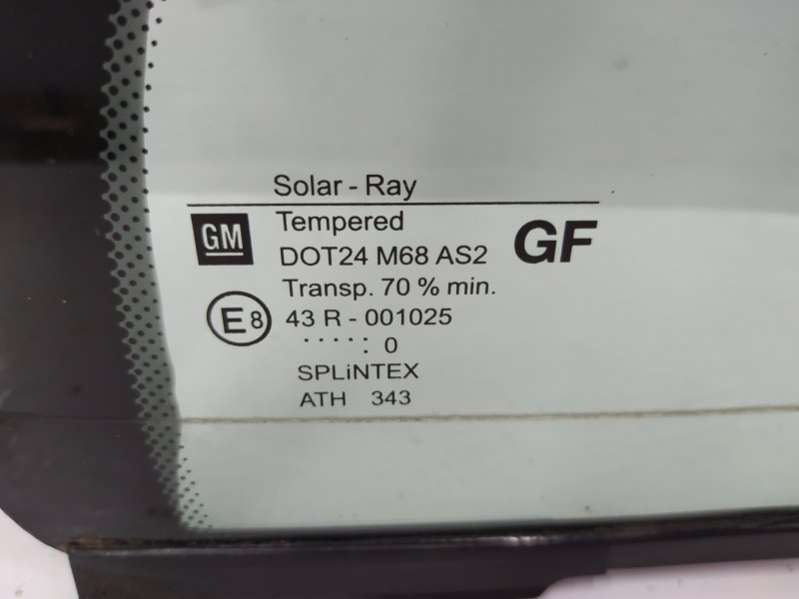 Solar - Ray
GM Tempered
DOT24 M68 AS2 GF
Transp. 70 % min.
E8 43 R - 001025
. . . . . : 0
SPLiNTEX
ATH 343